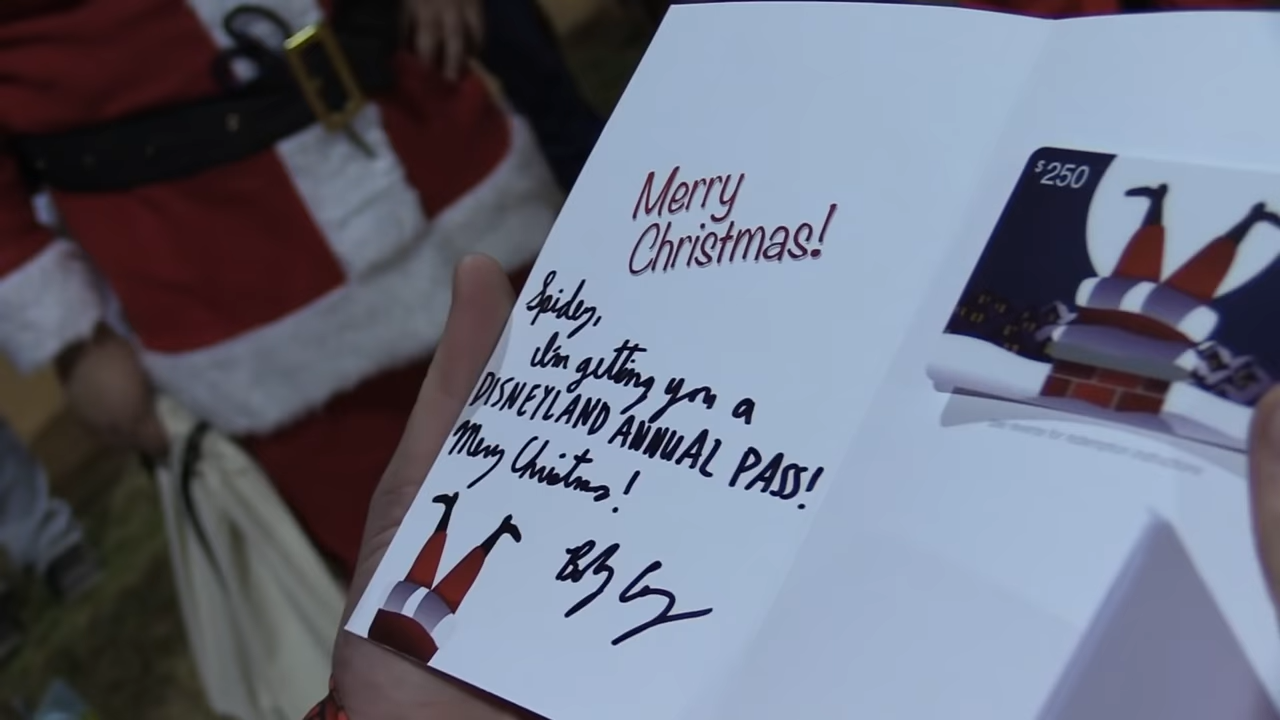 Merry
Christmas!
Spidey,
I'm getting you a
DISNEYLAND ANNUAL PASS!
Merry Christmas!
$250